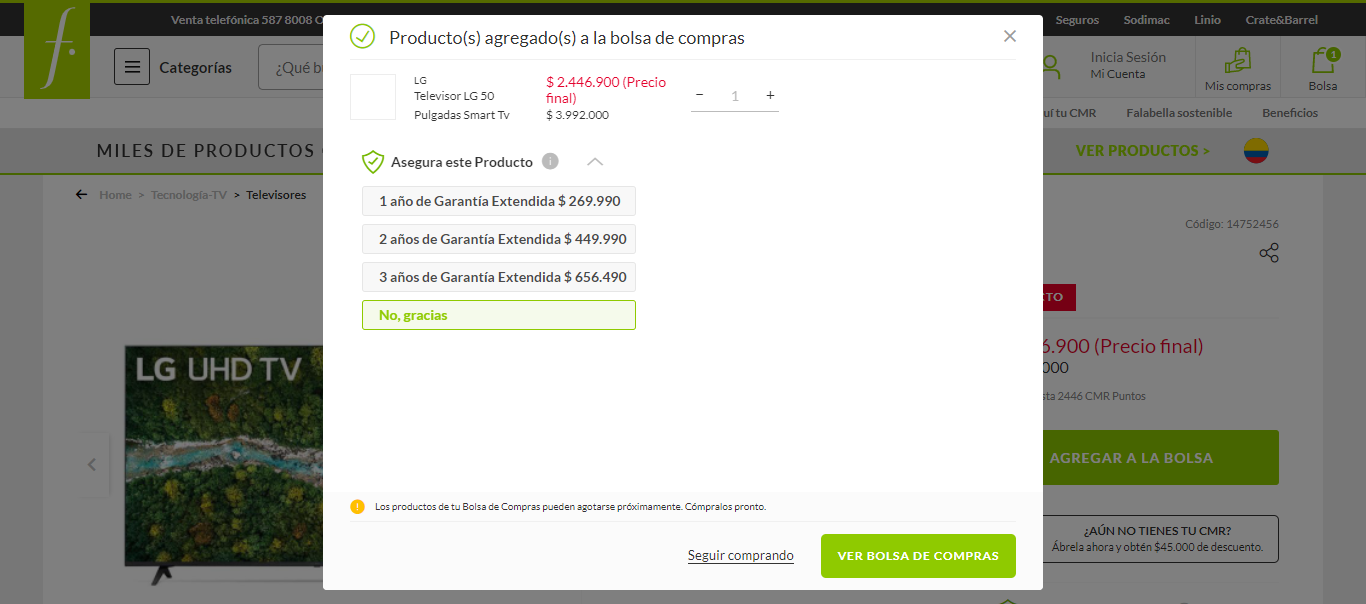 Venta telefónica 587 8008 O
Seguros
Sodimac
Linio
Crate&Barrel
f.
Categorías
¿Qué bu
Inicia Sesión
Mi Cuenta
Mis compras
1
Bolsa
uí tu CMR
Falabella sostenible
Beneficios
MILES DE PRODUCTOS
VER PRODUCTOS >
Home > Tecnología-TV > Televisores
Producto(s) agregado(s) a la bolsa de compras
LG
Televisor LG 50
Pulgadas Smart Tv
$ 2.446.900 (Precio
final)
$ 3.992.000
− 1 +
Asegura este Producto i
1 año de Garantía Extendida $ 269.990
2 años de Garantía Extendida $ 449.990
3 años de Garantía Extendida $ 656.490
No, gracias
Los productos de tu Bolsa de Compras pueden agotarse próximamente. Cómpralos pronto.
Seguir comprando
VER BOLSA DE COMPRAS
LG UHD TV
Código: 14752456
CTO
6.900 (Precio final)
000
sta 2446 CMR Puntos
AGREGAR A LA BOLSA
¿AÚN NO TIENES TU CMR?
Ábrela ahora y obtén $45.000 de descuento.